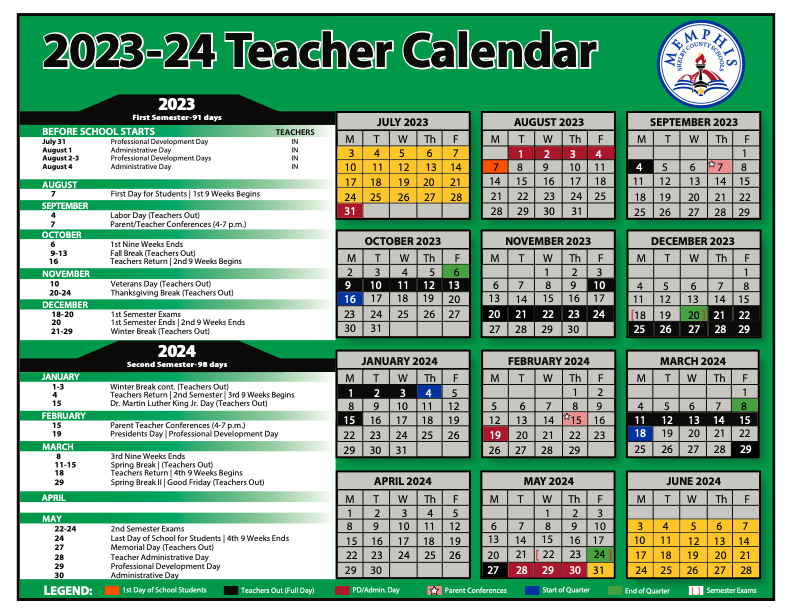 2023-24 Teacher Calendar
MEMPHIS
SHELBY COUNTY SCHOOLS
2023
First Semester-91 days
BEFORE SCHOOL STARTS TEACHERS
July 31 Professional Development Day IN
August 1 Administrative Day IN
August 2-3 Professional Development Days IN
August 4 Administrative Day IN
AUGUST
7 First Day for Students | 1st 9 Weeks Begins
SEPTEMBER
4 Labor Day (Teachers Out)
7 Parent/Teacher Conferences (4-7 p.m.)
OCTOBER
6 1st Nine Weeks Ends
9-13 Fall Break (Teachers Out)
16 Teachers Return | 2nd 9 Weeks Begins
NOVEMBER
10 Veterans Day (Teachers Out)
20-24 Thanksgiving Break (Teachers Out)
DECEMBER
18-20 1st Semester Exams
20 1st Semester Ends | 2nd 9 Weeks Ends
21-29 Winter Break (Teachers Out)
2024
Second Semester-98 days
JANUARY
1-3 Winter Break cont. (Teachers Out)
4 Teachers Return | 2nd Semester | 3rd 9 Weeks Begins
15 Dr. Martin Luther King Jr. Day (Teachers Out)
FEBRUARY
15 Parent Teacher Conferences (4-7 p.m.)
19 Presidents Day | Professional Development Day
MARCH
8 3rd Nine Weeks Ends
11-15 Spring Break | (Teachers Out)
18 Teachers Return | 4th 9 Weeks Begins
29 Spring Break II | Good Friday (Teachers Out)
APRIL
MAY
22-24 2nd Semester Exams
24 Last Day of School for Students | 4th 9 Weeks Ends
27 Memorial Day (Teachers Out)
28 Teacher Administrative Day
29 Professional Development Day
30 Administrative Day
JULY 2023
M T W Th F
3 4 5 6 7
10 11 12 13 14
17 18 19 20 21
24 25 26 27 28
31
AUGUST 2023
M T W Th F
1 2 3 4
7 8 9 10 11
14 15 16 17 18
21 22 23 24 25
28 29 30 31
SEPTEMBER 2023
M T W Th F
1
4 5 6 7 8
11 12 13 14 15
18 19 20 21 22
25 26 27 28 29
OCTOBER 2023
M T W Th F
2 3 4 5 6
9 10 11 12 13
16 17 18 19 20
23 24 25 26 27
30 31
NOVEMBER 2023
M T W Th F
1 2 3
6 7 8 9 10
13 14 15 16 17
20 21 22 23 24
27 28 29 30
DECEMBER 2023
M T W Th F
1
4 5 6 7 8
11 12 13 14 15
[18 19 20] 21 22
25 26 27 28 29
JANUARY 2024
M T W Th F
1 2 3 4 5
8 9 10 11 12
15 16 17 18 19
22 23 24 25 26
29 30 31
FEBRUARY 2024
M T W Th F
1 2
5 6 7 8 9
12 13 14 15 16
19 20 21 22 23
26 27 28 29
MARCH 2024
M T W Th F
1
4 5 6 7 8
11 12 13 14 15
18 19 20 21 22
25 26 27 28 29
APRIL 2024
M T W Th F
1 2 3 4 5
8 9 10 11 12
15 16 17 18 19
22 23 24 25 26
29 30
MAY 2024
M T W Th F
1 2 3
6 7 8 9 10
13 14 15 16 17
20 21 [22 23 24]
27 28 29 30 31
JUNE 2024
M T W Th F
3 4 5 6 7
10 11 12 13 14
17 18 19 20 21
24 25 26 27 28
LEGEND: 1st Day of School Students Teachers Out (Full Day) PD/Admin. Day Parent Conferences Start of Quarter End of Quarter [ ] Semester Exams